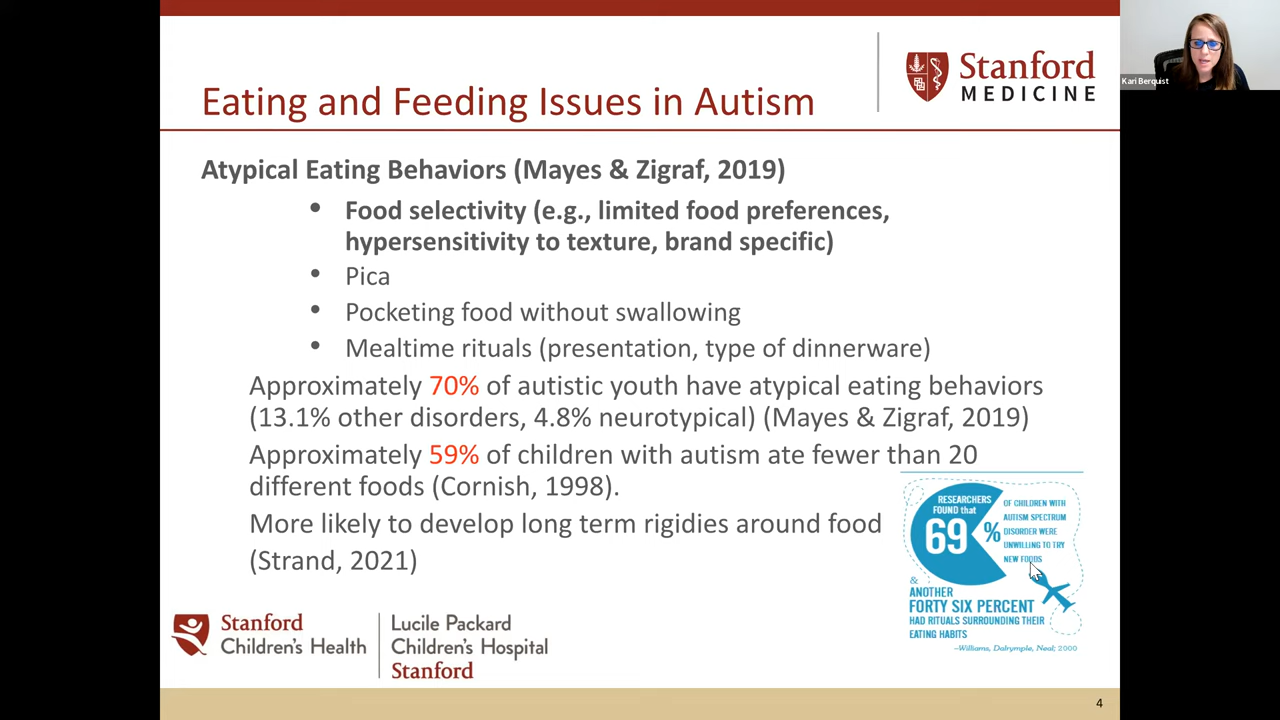 Stanford
MEDICINE
Kari Berquist
Eating and Feeding Issues in Autism
Atypical Eating Behaviors (Mayes & Zigraf, 2019)
• Food selectivity (e.g., limited food preferences,
hypersensitivity to texture, brand specific)
• Pica
• Pocketing food without swallowing
• Mealtime rituals (presentation, type of dinnerware)
Approximately 70% of autistic youth have atypical eating behaviors
(13.1% other disorders, 4.8% neurotypical) (Mayes & Zigraf, 2019)
Approximately 59% of children with autism ate fewer than 20
different foods (Cornish, 1998).
More likely to develop long term rigidies around food
(Strand, 2021)
RESEARCHERS
FOUND that
69%
OF CHILDREN WITH
AUTISM SPECTRUM
DISORDER WERE
UNWILLING TO TRY
NEW FOODS
&
ANOTHER
FORTY SIX PERCENT
HAD RITUALS SURROUNDING THEIR
EATING HABITS
–Williams, Dalrymple, Neal; 2000
Stanford
Children's Health
Lucile Packard
Children's Hospital
Stanford
4